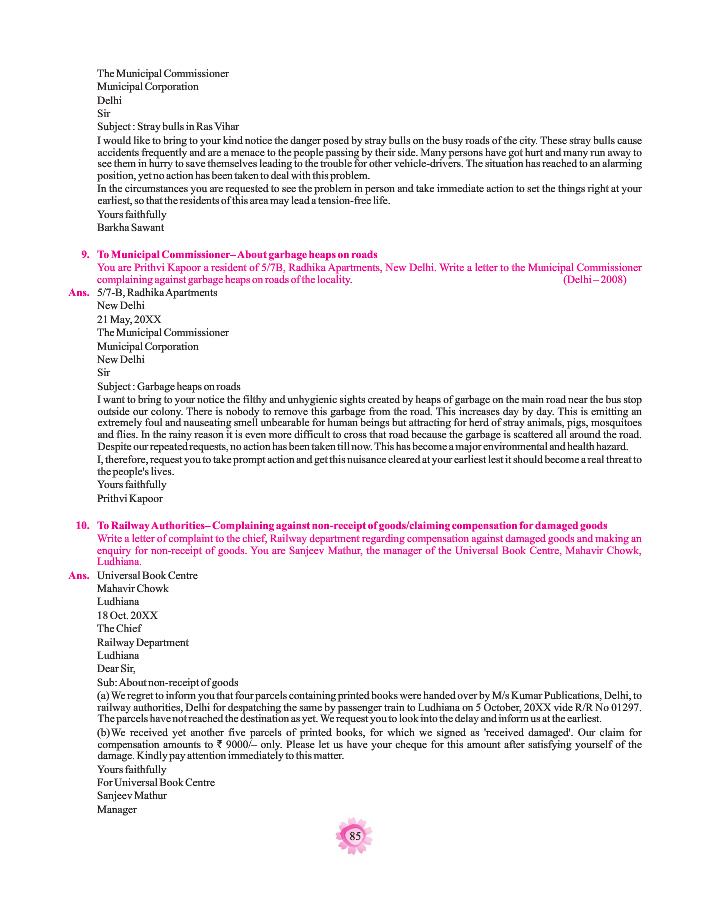 The Municipal Commissioner
Municipal Corporation
Delhi
Sir
Subject : Stray bulls in Ras Vihar
I would like to bring to your kind notice the danger posed by stray bulls on the busy roads of the city. These stray bulls cause
accidents frequently and are a menace to the people passing by their side. Many persons have got hurt and many run away to
see them in hurry to save themselves leading to the trouble for other vehicle-drivers. The situation has reached to an alarming
position, yet no action has been taken to deal with this problem.
In the circumstances you are requested to see the problem in person and take immediate action to set the things right at your
earliest, so that the residents of this area may lead a tension-free life.
Yours faithfully
Barkha Sawant
9. To Municipal Commissioner– About garbage heaps on roads
You are Prithvi Kapoor a resident of 5/7B, Radhika Apartments, New Delhi. Write a letter to the Municipal Commissioner
complaining against garbage heaps on roads of the locality. (Delhi – 2008)
Ans. 5/7-B, Radhika Apartments
New Delhi
21 May, 20XX
The Municipal Commissioner
Municipal Corporation
New Delhi
Sir
Subject : Garbage heaps on roads
I want to bring to your notice the filthy and unhygienic sights created by heaps of garbage on the main road near the bus stop
outside our colony. There is nobody to remove this garbage from the road. This increases day by day. This is emitting an
extremely foul and nauseating smell unbearable for human beings but attracting for herd of stray animals, pigs, mosquitoes
and flies. In the rainy reason it is even more difficult to cross that road because the garbage is scattered all around the road.
Despite our repeated requests, no action has been taken till now. This has become a major environmental and health hazard.
I, therefore, request you to take prompt action and get this nuisance cleared at your earliest lest it should become a real threat to
the people's lives.
Yours faithfully
Prithvi Kapoor
10. To Railway Authorities– Complaining against non-receipt of goods/claiming compensation for damaged goods
Write a letter of complaint to the chief, Railway department regarding compensation against damaged goods and making an
enquiry for non-receipt of goods. You are Sanjeev Mathur, the manager of the Universal Book Centre, Mahavir Chowk,
Ludhiana.
Ans. Universal Book Centre
Mahavir Chowk
Ludhiana
18 Oct. 20XX
The Chief
Railway Department
Ludhiana
Dear Sir,
Sub: About non-receipt of goods
(a) We regret to inform you that four parcels containing printed books were handed over by M/s Kumar Publications, Delhi, to
railway authorities, Delhi for despatching the same by passenger train to Ludhiana on 5 October, 20XX vide R/R No 01297.
The parcels have not reached the destination as yet. We request you to look into the delay and inform us at the earliest.
(b) We received yet another five parcels of printed books, for which we signed as 'received damaged'. Our claim for
compensation amounts to ₹ 9000/– only. Please let us have your cheque for this amount after satisfying yourself of the
damage. Kindly pay attention immediately to this matter.
Yours faithfully
For Universal Book Centre
Sanjeev Mathur
Manager
85